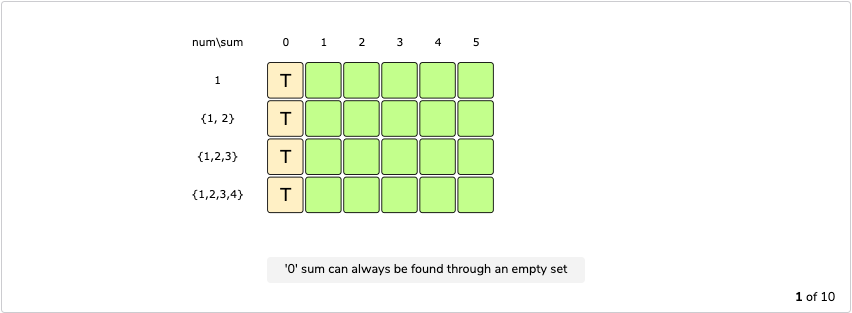 num\sum 0 1 2 3 4 5
1 T
{1, 2} T
{1,2,3} T
{1,2,3,4} T
'0' sum can always be found through an empty set
1 of 10